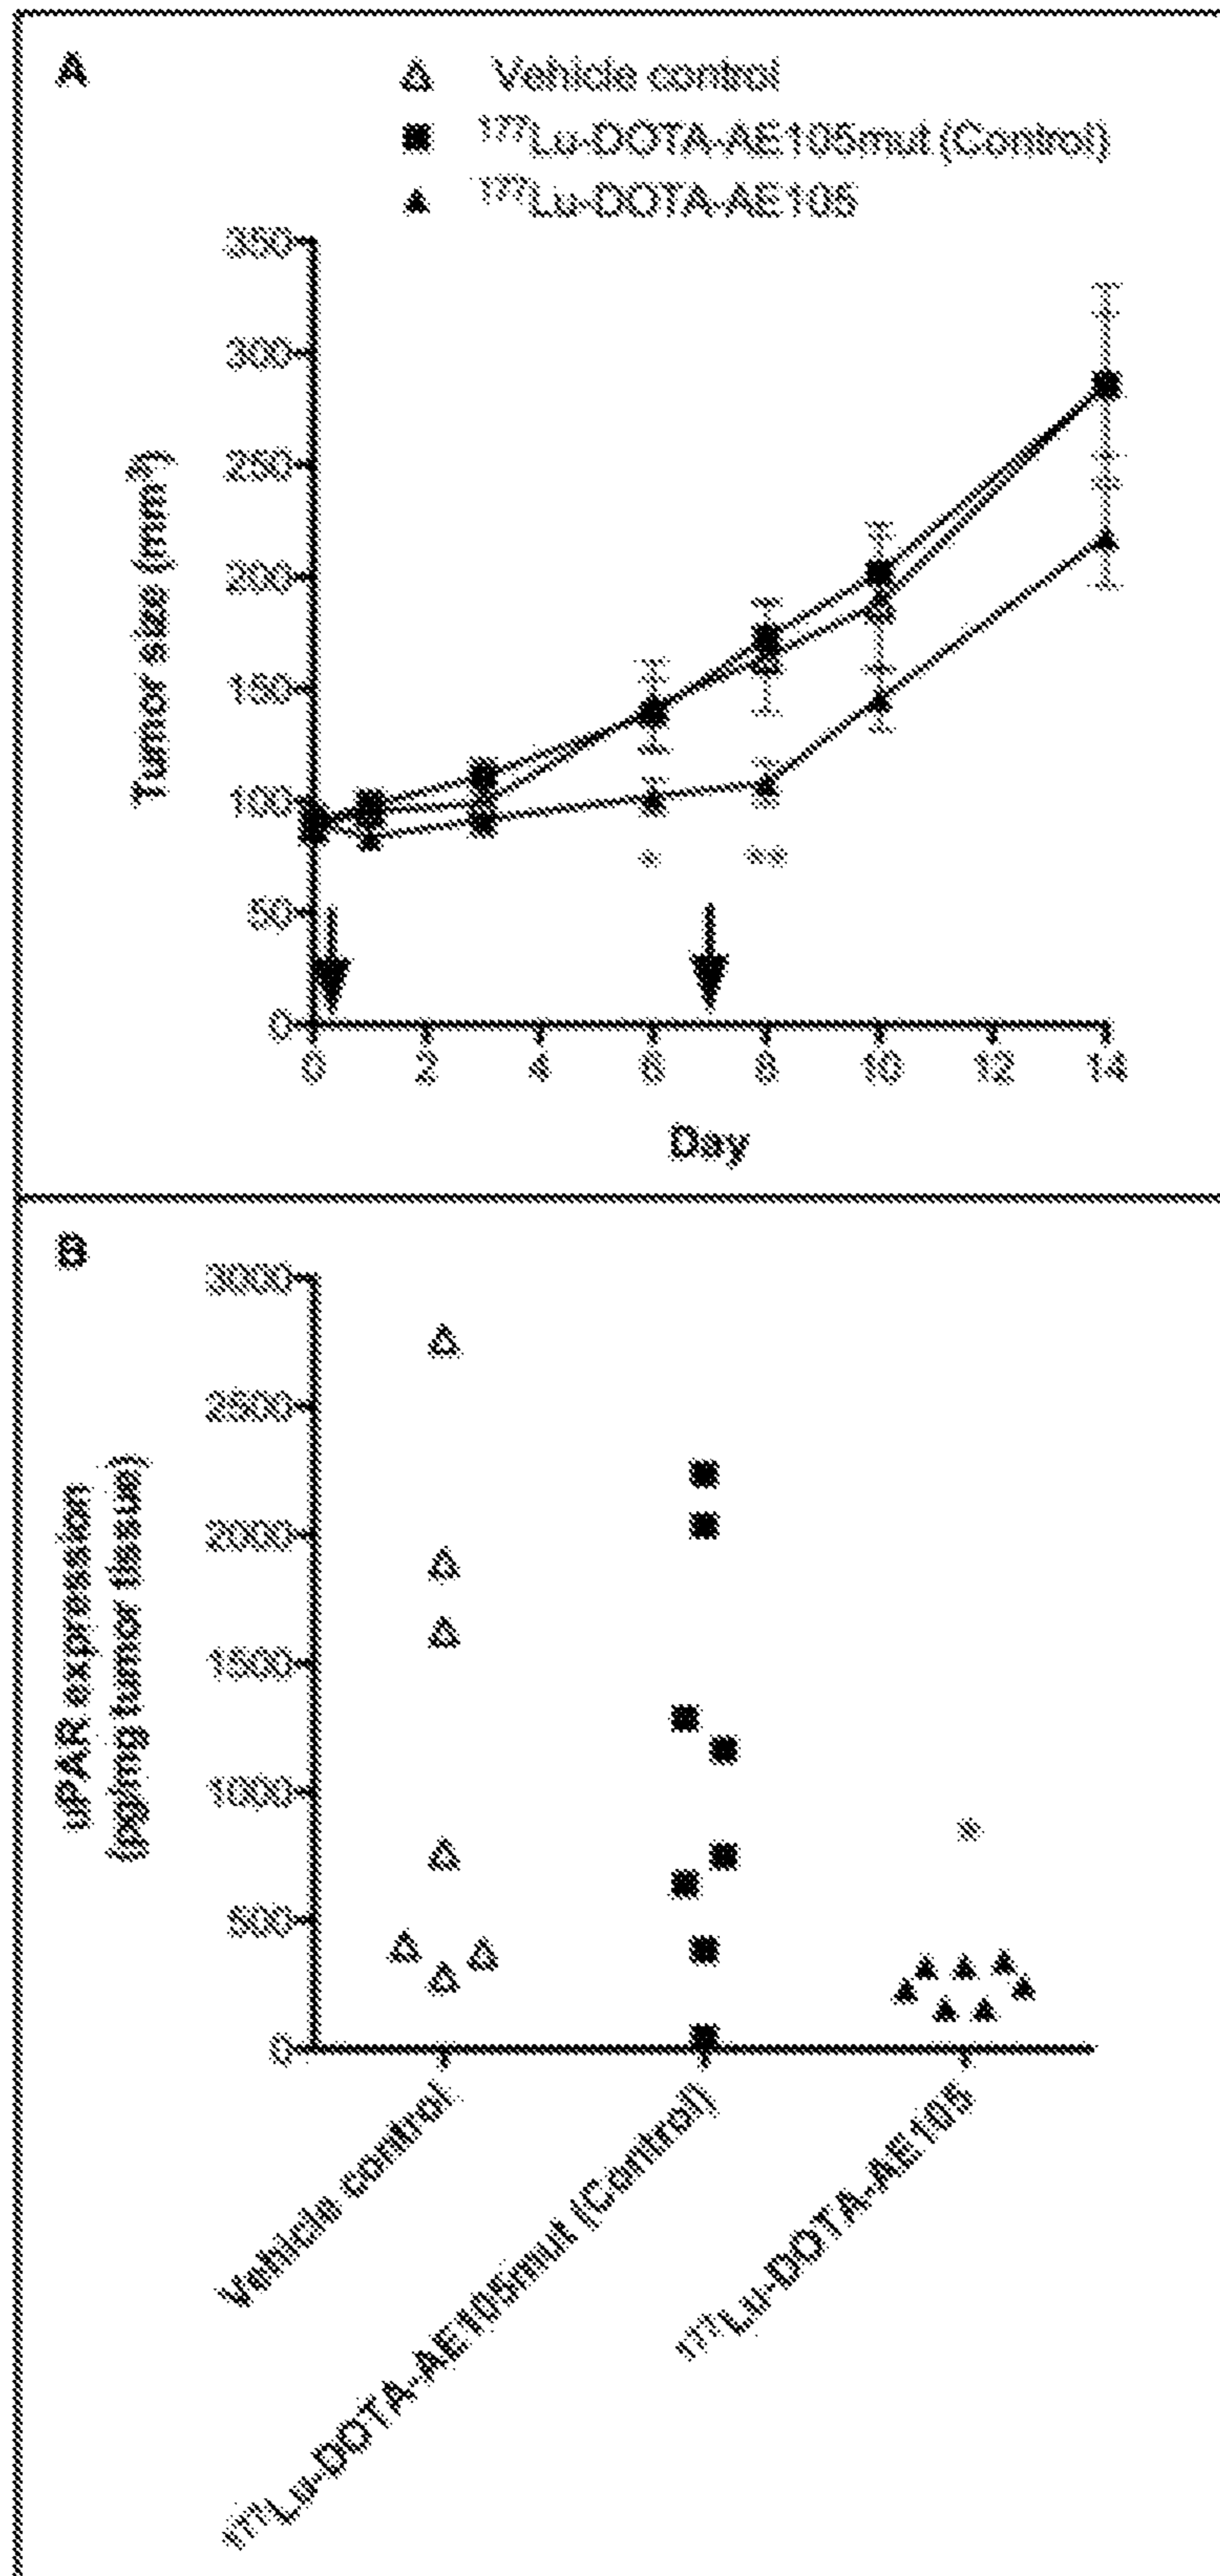 A
Vehicle control
¹⁷⁷Lu-DOTA-AE105mut (Control)
¹⁷⁷Lu-DOTA-AE105
350
300
250
200
150
100
50
0
Tumor size (mm³)
*
**
0 2 4 6 8 10 12 14
Day
B
3000
2500
2000
1500
1000
500
0
uPAR expression
(pg/mg tumor tissue)
*
Vehicle control
¹⁷⁷Lu-DOTA-AE105mut (Control)
¹⁷⁷Lu-DOTA-AE105